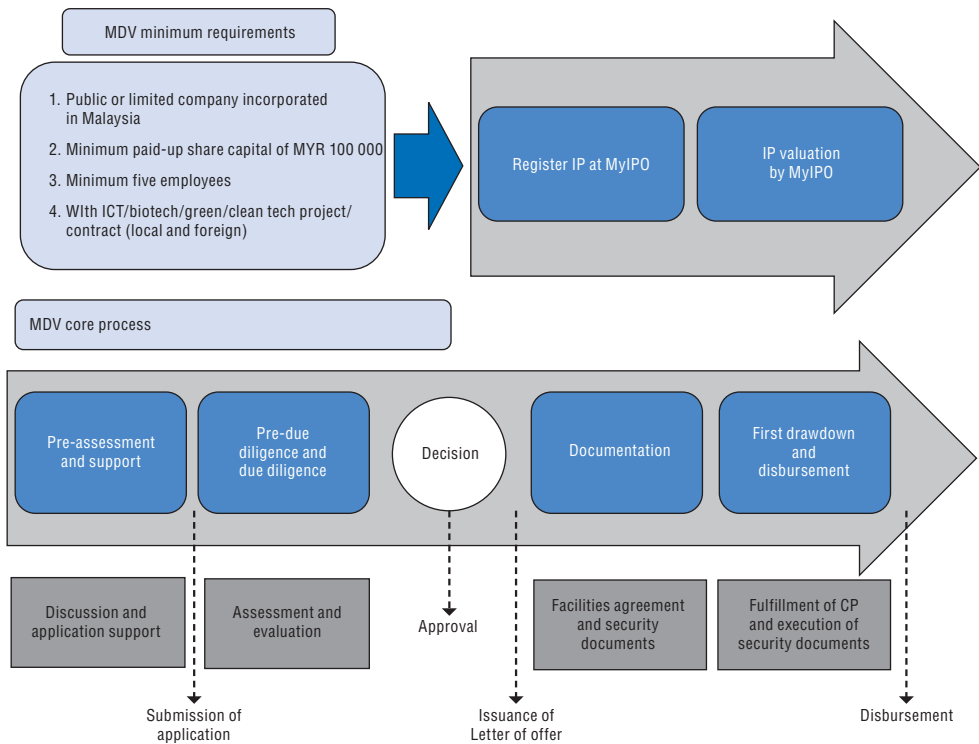 MDV minimum requirements
1. Public or limited company incorporated
in Malaysia
2. Minimum paid-up share capital of MYR 100 000
3. Minimum five employees
4. WIth ICT/biotech/green/clean tech project/
contract (local and foreign)
Register IP at MyIPO
IP valuation
by MyIPO
MDV core process
Pre-assessment
and support
Pre-due
diligence and
due diligence
Decision
Documentation
First drawdown
and
disbursement
Discussion and
application support
Assessment and
evaluation
Approval
Facilities agreement
and security
documents
Fulfillment of CP
and execution of
security documents
Submission of
application
Issuance of
Letter of offer
Disbursement